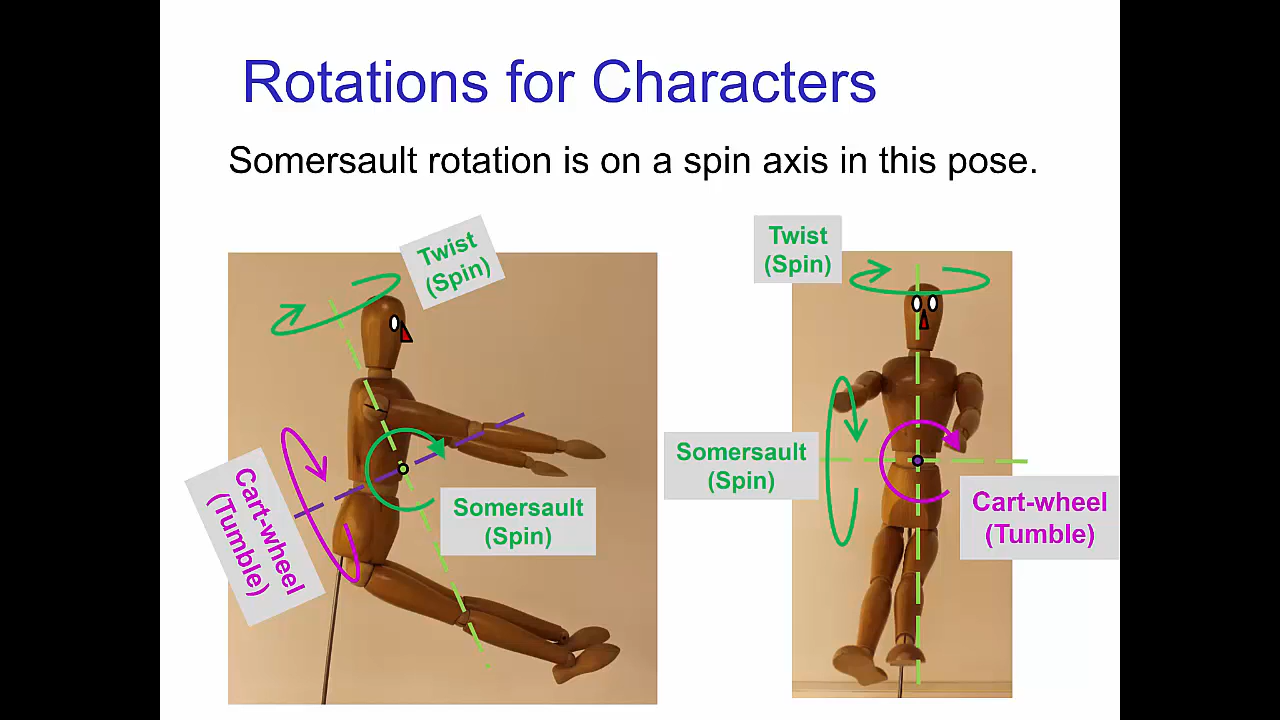 Rotations for Characters
Somersault rotation is on a spin axis in this pose.
Twist
(Spin)
Cart-wheel
(Tumble)
Somersault
(Spin)
Twist
(Spin)
Somersault
(Spin)
Cart-wheel
(Tumble)